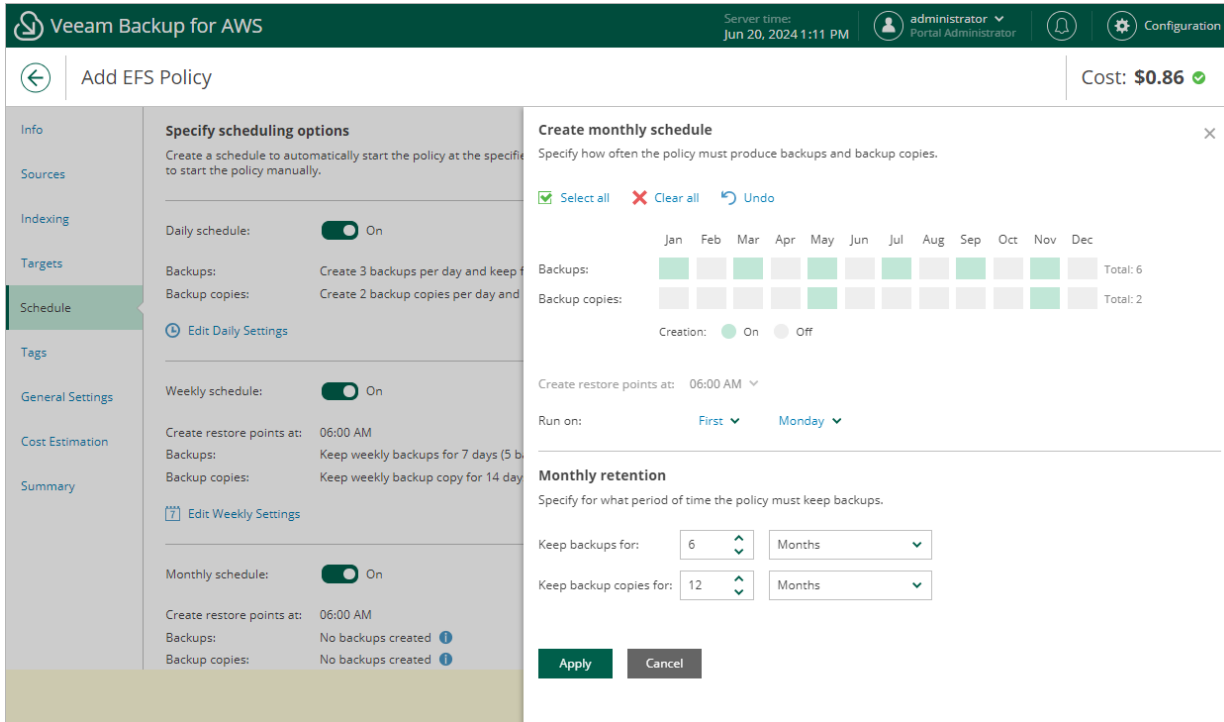 Veeam Backup for AWS
Server time:
Jun 20, 2024 1:11 PM
administrator
Portal Administrator
Configuration
Add EFS Policy
Cost: $0.86
Info
Sources
Indexing
Targets
Schedule
Tags
General Settings
Cost Estimation
Summary
Specify scheduling options
Create a schedule to automatically start the policy at the specifie
to start the policy manually.
Daily schedule: On
Backups: Create 3 backups per day and keep f
Backup copies: Create 2 backup copies per day and
Edit Daily Settings
Weekly schedule: On
Create restore points at: 06:00 AM
Backups: Keep weekly backups for 7 days (5 b
Backup copies: Keep weekly backup copy for 14 day
7 Edit Weekly Settings
Monthly schedule: On
Create restore points at: 06:00 AM
Backups: No backups created
Backup copies: No backups created
Create monthly schedule
Specify how often the policy must produce backups and backup copies.
Select all Clear all Undo
Jan Feb Mar Apr May Jun Jul Aug Sep Oct Nov Dec
Backups: Total: 6
Backup copies: Total: 2
Creation: On Off
Create restore points at: 06:00 AM
Run on: First Monday
Monthly retention
Specify for what period of time the policy must keep backups.
Keep backups for: 6 Months
Keep backup copies for: 12 Months
Apply Cancel